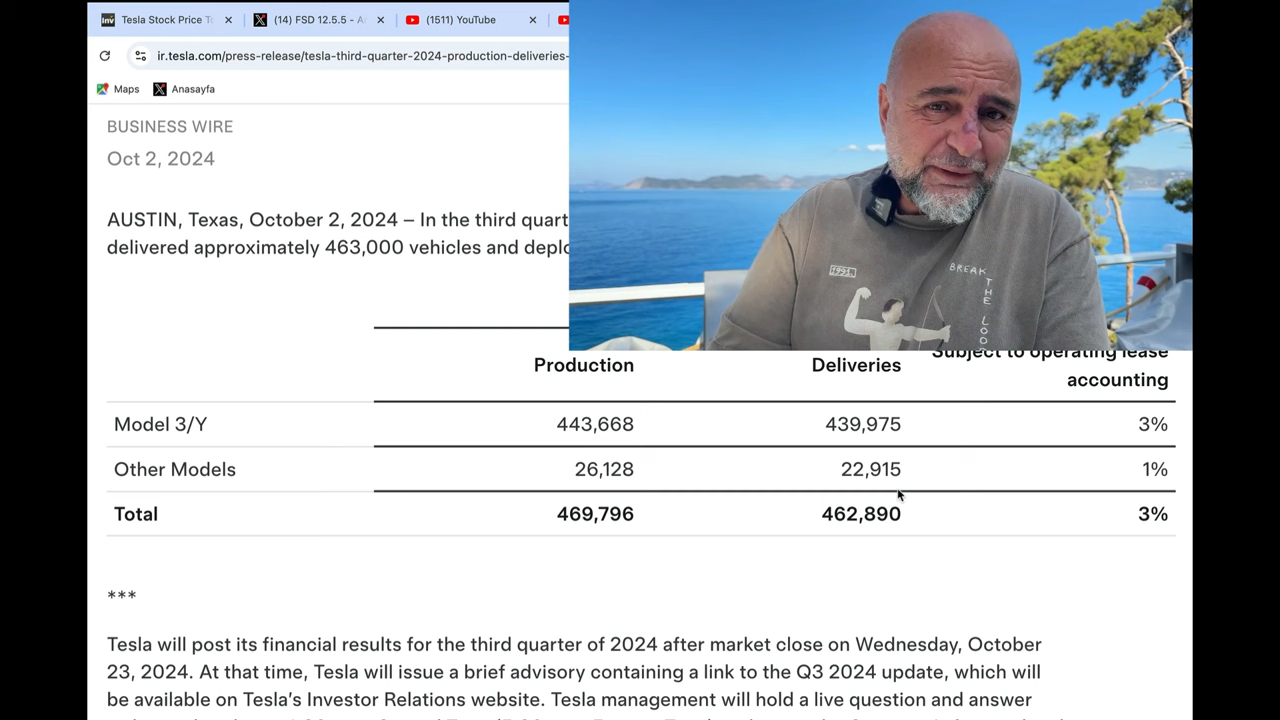 Tesla Stock Price T
(14) FSD 12.5.5 - A
(1511) YouTube
ir.tesla.com/press-release/tesla-third-quarter-2024-production-deliveries-
Maps Anasayfa
BUSINESS WIRE
Oct 2, 2024
AUSTIN, Texas, October 2, 2024 – In the third quart
delivered approximately 463,000 vehicles and deplo
1991.
BREAK
THE LOOP
Subject to operating lease
Production Deliveries accounting
Model 3/Y 443,668 439,975 3%
Other Models 26,128 22,915 1%
Total 469,796 462,890 3%
***
Tesla will post its financial results for the third quarter of 2024 after market close on Wednesday, October
23, 2024. At that time, Tesla will issue a brief advisory containing a link to the Q3 2024 update, which will
be available on Tesla’s Investor Relations website. Tesla management will hold a live question and answer